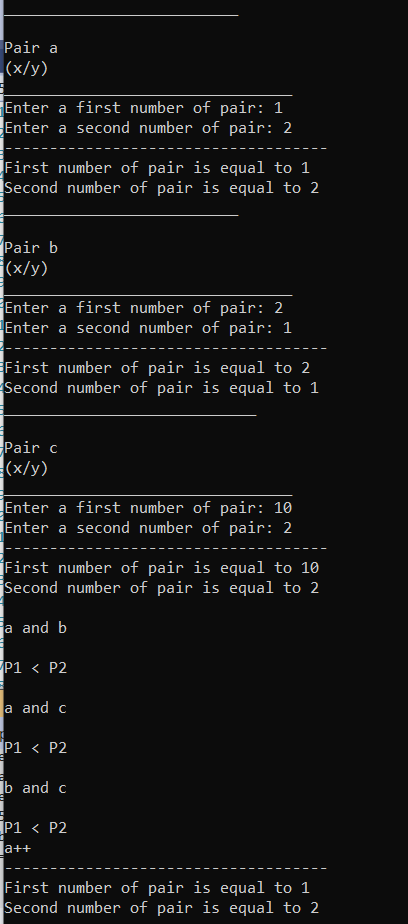 __________________________
Pair a
(x/y)
________________________________
Enter a first number of pair: 1
Enter a second number of pair: 2
------------------------------------
First number of pair is equal to 1
Second number of pair is equal to 2
__________________________
Pair b
(x/y)
________________________________
Enter a first number of pair: 2
Enter a second number of pair: 1
------------------------------------
First number of pair is equal to 2
Second number of pair is equal to 1
____________________________
Pair c
(x/y)
________________________________
Enter a first number of pair: 10
Enter a second number of pair: 2
------------------------------------
First number of pair is equal to 10
Second number of pair is equal to 2
a and b
P1 < P2
a and c
P1 < P2
b and c
P1 < P2
a++
------------------------------------
First number of pair is equal to 1
Second number of pair is equal to 2